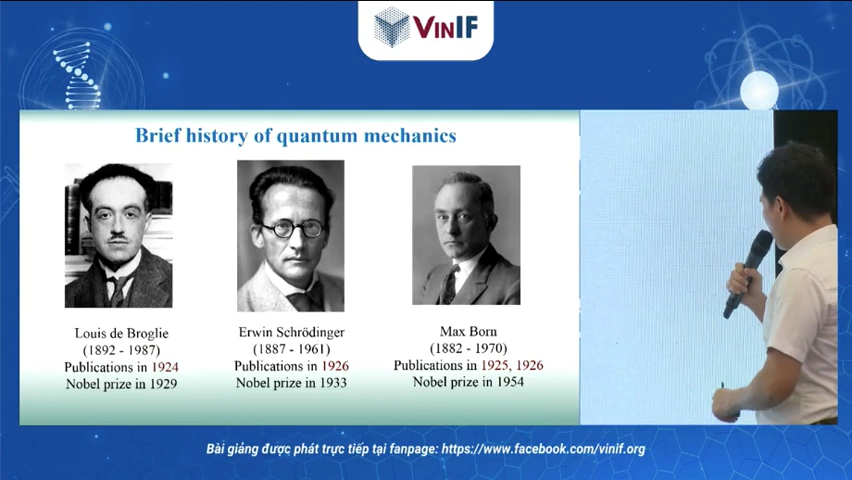 VINIF
Brief history of quantum mechanics
Louis de Broglie
(1892 - 1987)
Publications in 1924
Nobel prize in 1929
Erwin Schrödinger
(1887 - 1961)
Publications in 1926
Nobel prize in 1933
Max Born
(1882 - 1970)
Publications in 1925, 1926
Nobel prize in 1954
Bài giảng được phát trực tiếp tại fanpage: https://www.facebook.com/vinif.org